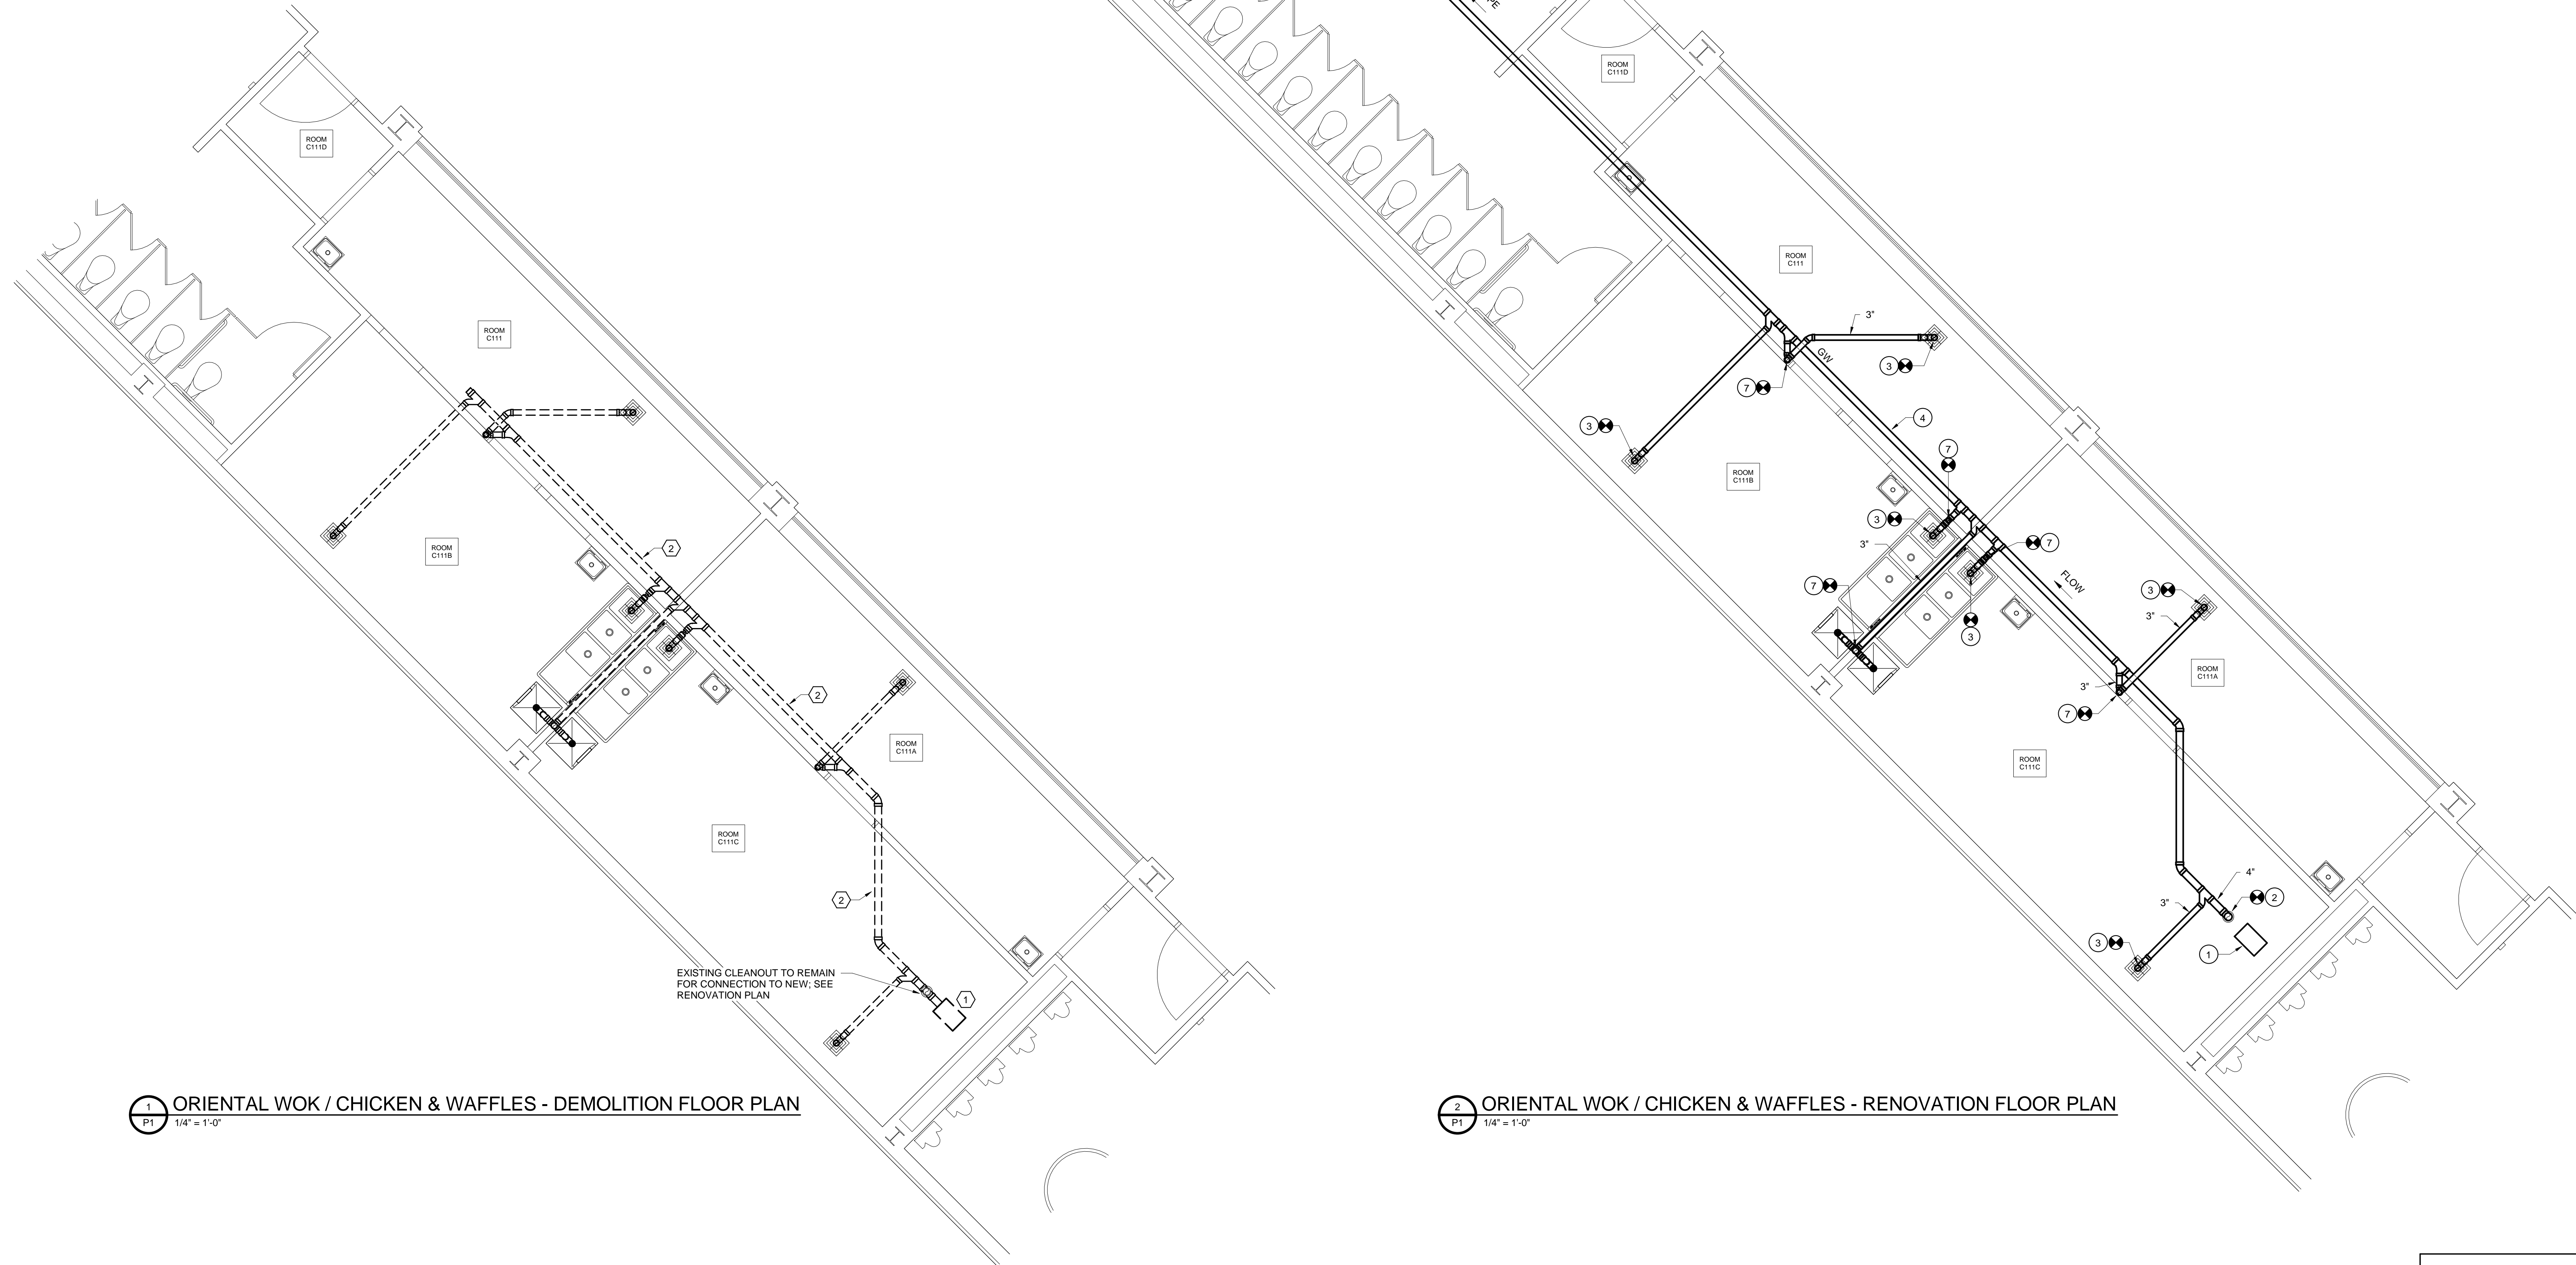 ROOM
C111D
ROOM
C111
ROOM
C111B
2
2
ROOM
C111A
ROOM
C111C
2
EXISTING CLEANOUT TO REMAIN
FOR CONNECTION TO NEW; SEE
RENOVATION PLAN
1
1
P1
ORIENTAL WOK / CHICKEN & WAFFLES - DEMOLITION FLOOR PLAN
1/4" = 1'-0"
ROOM
C111D
ROOM
C111
3"
GW
3
7
4
3
7
ROOM
C111B
3
3"
7
FLOW
7
3
3"
3
ROOM
C111A
3"
7
ROOM
C111C
4"
3"
2
3
1
2
P1
ORIENTAL WOK / CHICKEN & WAFFLES - RENOVATION FLOOR PLAN
1/4" = 1'-0"